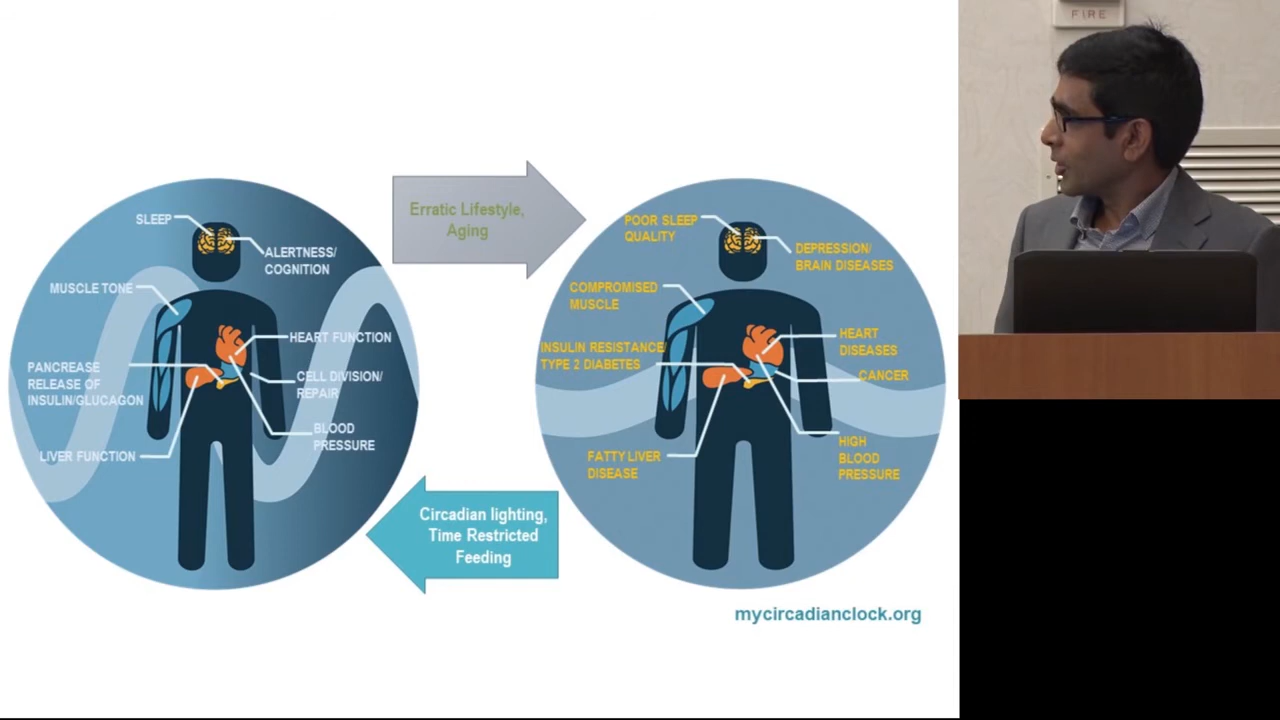 FIRE
Erratic Lifestyle,
Aging
SLEEP
ALERTNESS/
COGNITION
MUSCLE TONE
HEART FUNCTION
PANCREASE
RELEASE OF
INSULIN/GLUCAGON
CELL DIVISION/
REPAIR
BLOOD
PRESSURE
LIVER FUNCTION
POOR SLEEP
QUALITY
DEPRESSION/
BRAIN DISEASES
COMPROMISED
MUSCLE
HEART
DISEASES
INSULIN RESISTANCE/
TYPE 2 DIABETES
CANCER
HIGH
BLOOD
PRESSURE
FATTY LIVER
DISEASE
Circadian lighting,
Time Restricted
Feeding
mycircadianclock.org